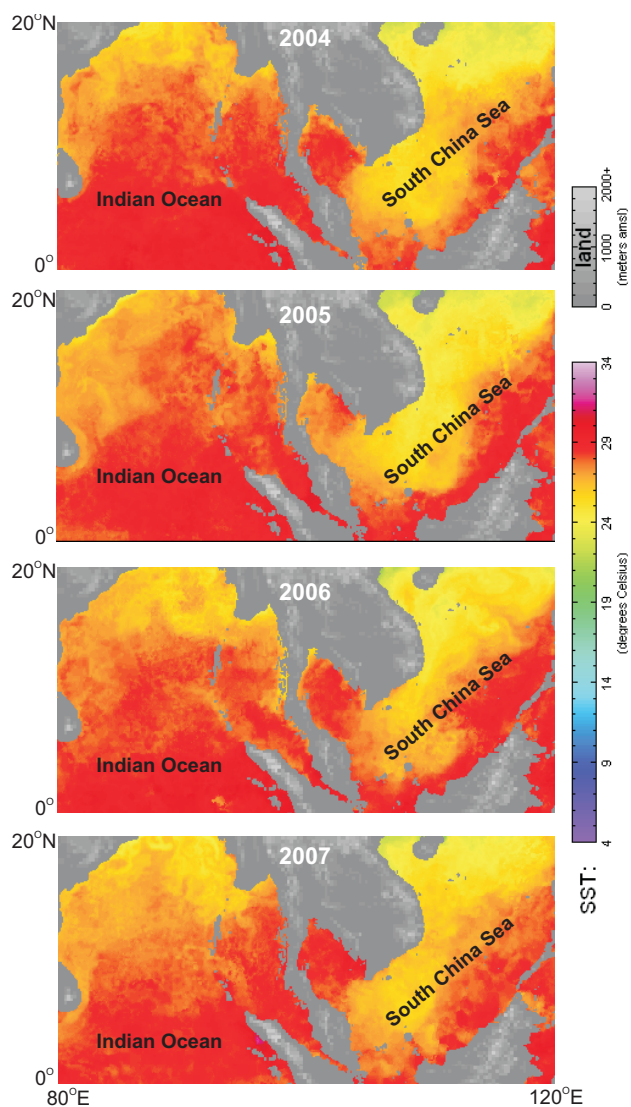 20°N
2004
South China Sea
Indian Ocean
0°
2005
South China Sea
Indian Ocean
0°
20°N
2006
South China Sea
Indian Ocean
0°
20°N
2007
South China Sea
Indian Ocean
0°
80°E
120°E
land
(meters amsl)
0
1000
2000+
SST:
(degrees Celsius)
4
9
14
19
24
29
34